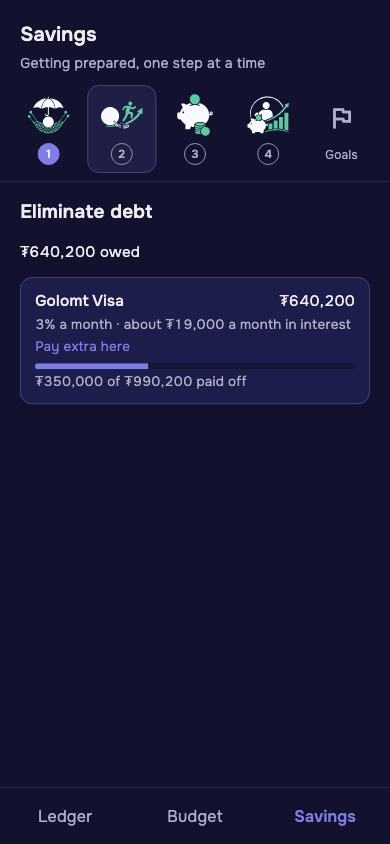 Savings
Getting prepared, one step at a time
1
2
3
4
Goals
Eliminate debt
₮640,200 owed
Golomt Visa
₮640,200
3% a month · about ₮19,000 a month in interest
Pay extra here
₮350,000 of ₮990,200 paid off
Ledger
Budget
Savings